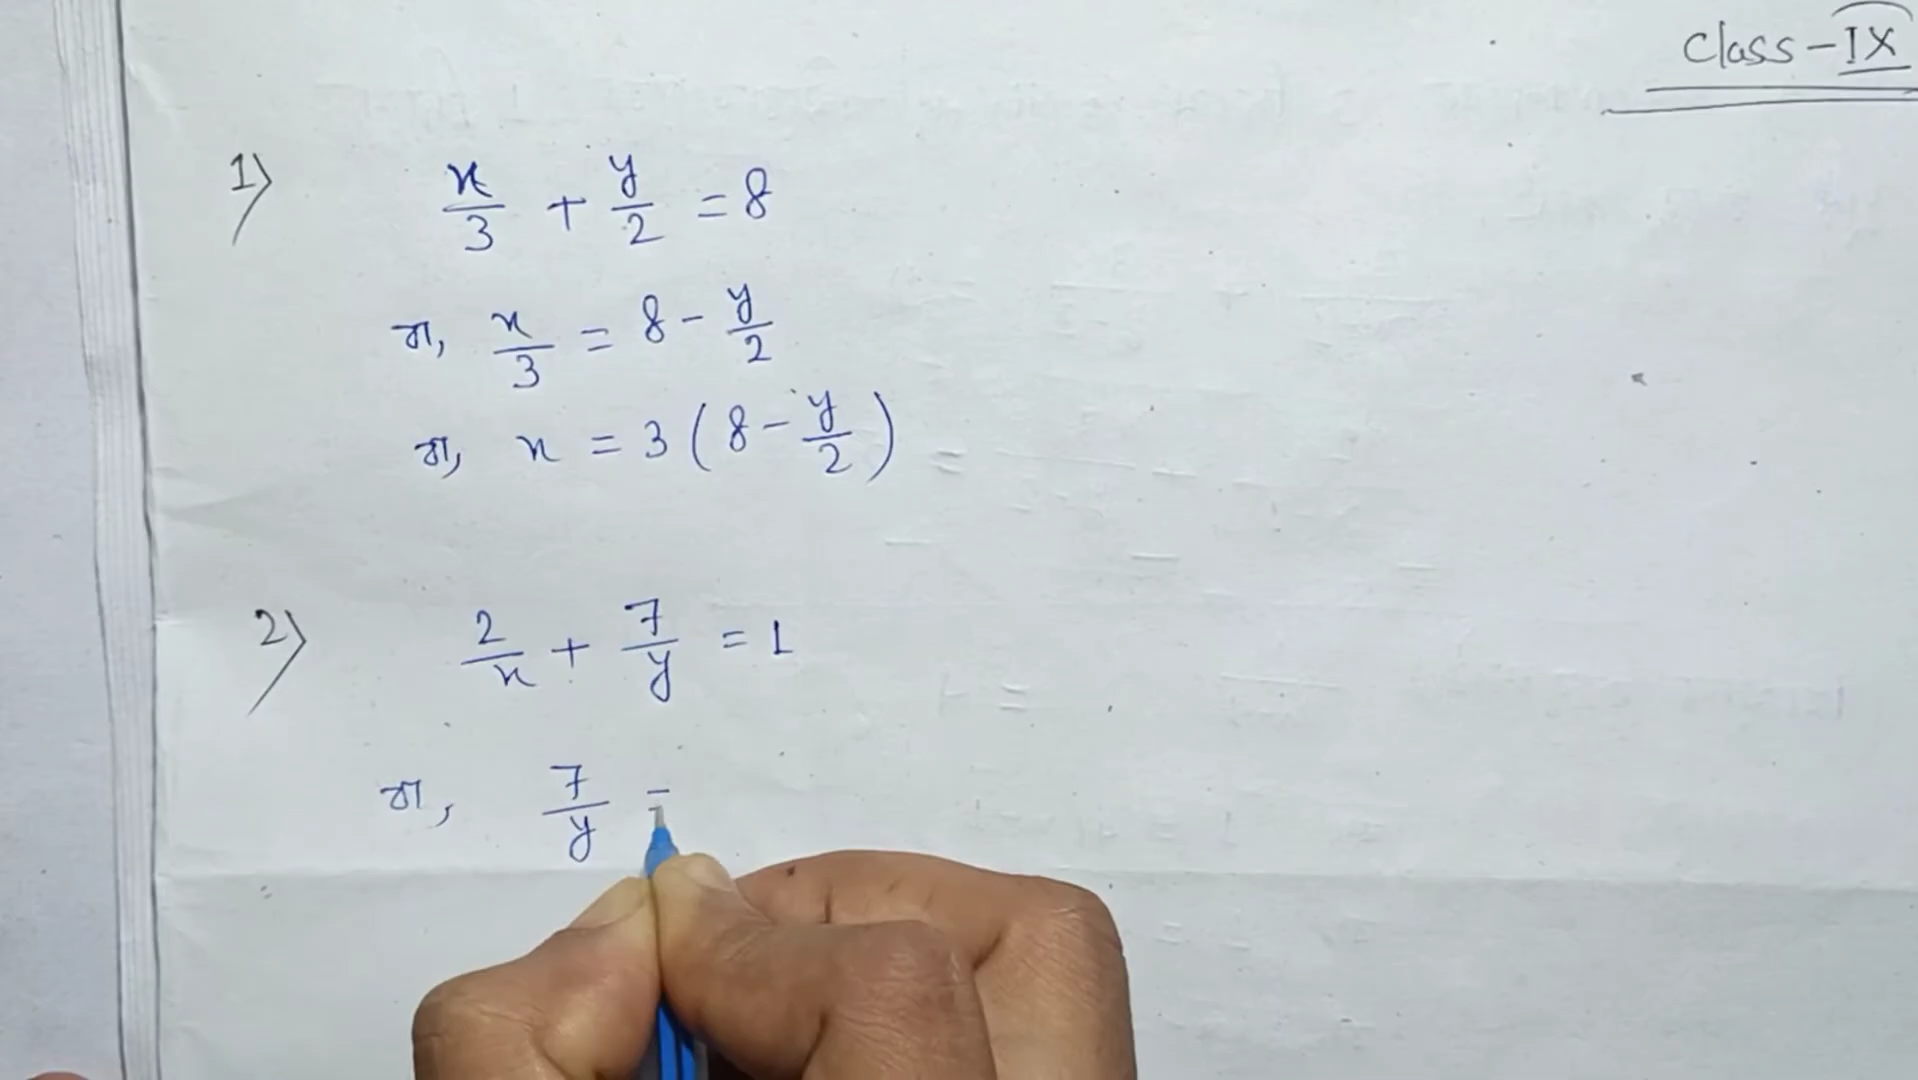 Class-IX
1) x/3 + y/2 = 8
বা, x/3 = 8 - y/2
বা, x = 3 (8 - y/2)
2) 2/x + 7/y = 1
বা, 7/y =